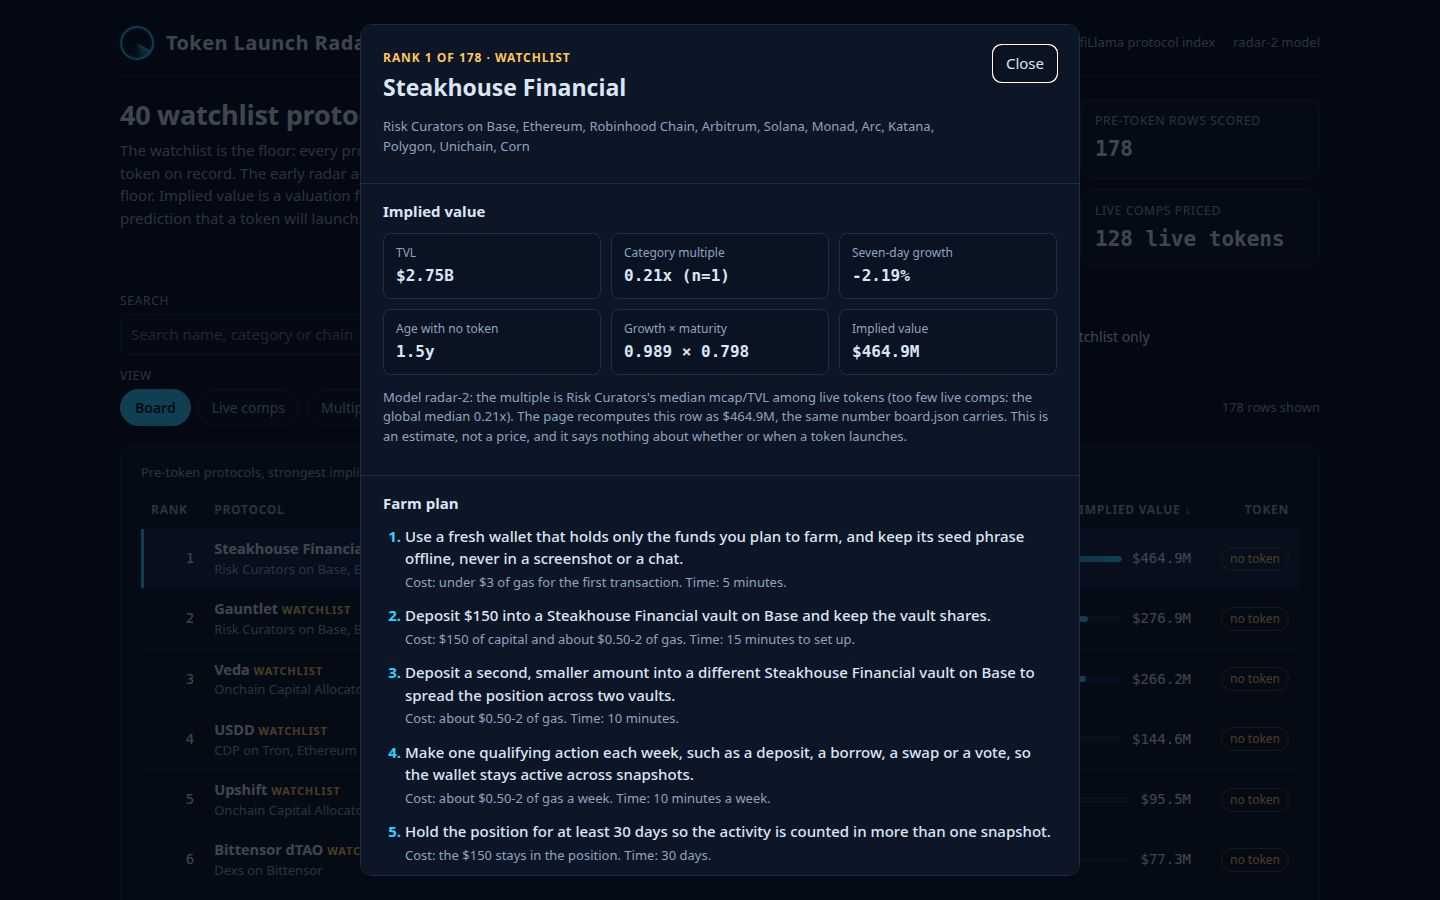 Token Launch Rada
fiLlama protocol index
radar-2 model
40 watchlist proto
The watchlist is the floor: every pro
token on record. The early radar a
floor. Implied value is a valuation f
prediction that a token will launch
PRE-TOKEN ROWS SCORED
178
LIVE COMPS PRICED
128 live tokens
SEARCH
Search name, category or chain
tchlist only
VIEW
Board
Live comps
Multip
178 rows shown
Pre-token protocols, strongest impli
RANK PROTOCOL IMPLIED VALUE ↓ TOKEN
1 Steakhouse Financia $464.9M no token
Risk Curators on Base, E
2 Gauntlet WATCHLIST $276.9M no token
Risk Curators on Base, B
3 Veda WATCHLIST $266.2M no token
Onchain Capital Allocato
4 USDD WATCHLIST $144.6M no token
CDP on Tron, Ethereum
5 Upshift WATCHLIST $95.5M no token
Onchain Capital Allocato
6 Bittensor dTAO WATC $77.3M no token
Dexs on Bittensor
RANK 1 OF 178 · WATCHLIST
Close
Steakhouse Financial
Risk Curators on Base, Ethereum, Robinhood Chain, Arbitrum, Solana, Monad, Arc, Katana,
Polygon, Unichain, Corn
Implied value
TVL
$2.75B
Category multiple
0.21x (n=1)
Seven-day growth
-2.19%
Age with no token
1.5y
Growth × maturity
0.989 × 0.798
Implied value
$464.9M
Model radar-2: the multiple is Risk Curators's median mcap/TVL among live tokens (too few live comps: the
global median 0.21x). The page recomputes this row as $464.9M, the same number board.json carries. This is
an estimate, not a price, and it says nothing about whether or when a token launches.
Farm plan
1. Use a fresh wallet that holds only the funds you plan to farm, and keep its seed phrase
offline, never in a screenshot or a chat.
Cost: under $3 of gas for the first transaction. Time: 5 minutes.
2. Deposit $150 into a Steakhouse Financial vault on Base and keep the vault shares.
Cost: $150 of capital and about $0.50-2 of gas. Time: 15 minutes to set up.
3. Deposit a second, smaller amount into a different Steakhouse Financial vault on Base to
spread the position across two vaults.
Cost: about $0.50-2 of gas. Time: 10 minutes.
4. Make one qualifying action each week, such as a deposit, a borrow, a swap or a vote, so
the wallet stays active across snapshots.
Cost: about $0.50-2 of gas a week. Time: 10 minutes a week.
5. Hold the position for at least 30 days so the activity is counted in more than one snapshot.
Cost: the $150 stays in the position. Time: 30 days.